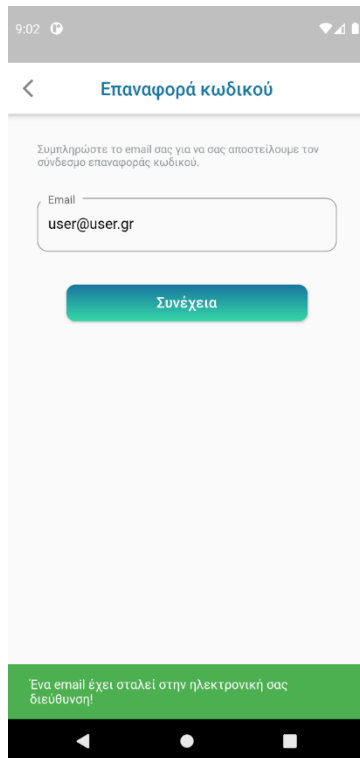 9:02
Επαναφορά κωδικού
Συμπληρώστε το email σας για να σας αποστείλουμε τον
σύνδεσμο επαναφοράς κωδικού.
Email
user@user.gr
Συνέχεια
Ένα email έχει σταλεί στην ηλεκτρονική σας
διεύθυνση!